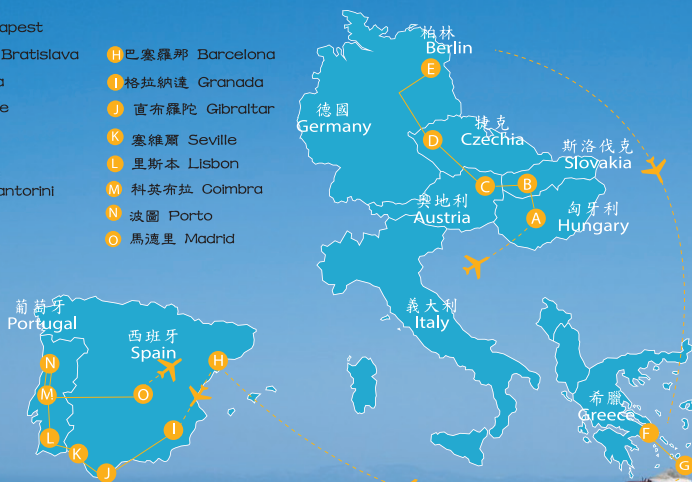 apest
Bratislava
a
e
antorini
H 巴塞羅那 Barcelona
I 格拉納達 Granada
J 直布羅陀 Gibraltar
K 塞維爾 Seville
L 里斯本 Lisbon
M 科英布拉 Coimbra
N 波圖 Porto
O 馬德里 Madrid
柏林
Berlin
E
德國
Germany
捷克
Czechia
D
斯洛伐克
Slovakia
C
B
奧地利
Austria
A
匈牙利
Hungary
義大利
Italy
葡萄牙
Portugal
西班牙
Spain
H
N
M
O
I
L
K
J
希臘
Greece
F
G